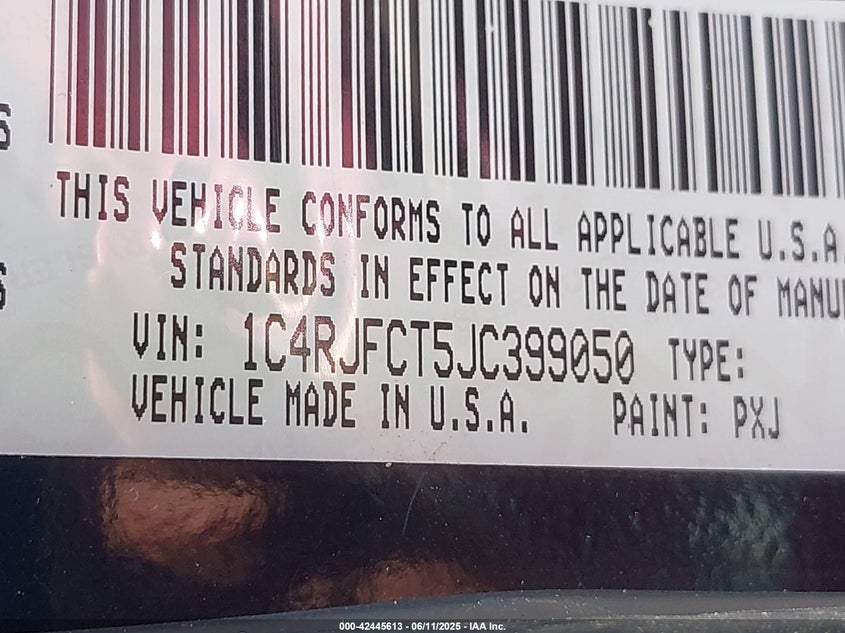 THIS VEHICLE CONFORMS TO ALL APPLICABLE U.S.A.
STANDARDS IN EFFECT ON THE DATE OF MANU
VIN: 1C4RJFCT5JC399050 TYPE:
VEHICLE MADE IN U.S.A. PAINT: PXJ
000-42445613 - 06/11/2025 - IAA Inc.